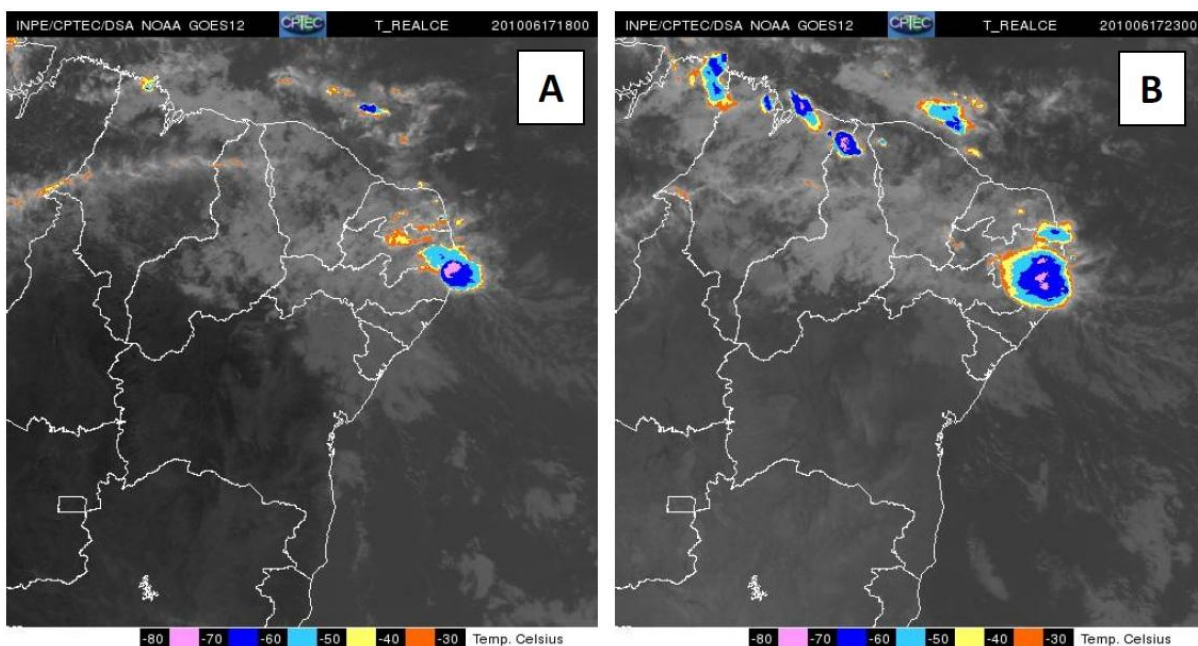 INPE/CPTEC/DSA NOAA GOES12 CPTEC T_REALCE 201006171800
A
-80 -70 -60 -50 -40 -30 Temp. Celsius
INPE/CPTEC/DSA NOAA GOES12 CPTEC T_REALCE 201006172300
B
-80 -70 -60 -50 -40 -30 Temp. Celsius